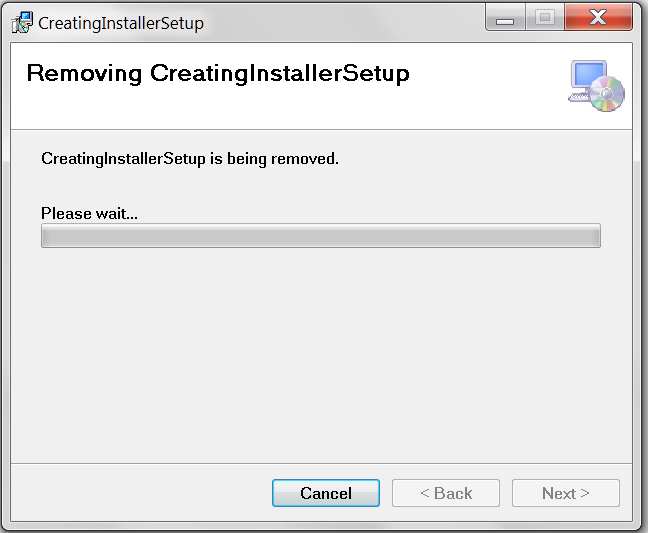 CreatingInstallerSetup
Removing CreatingInstallerSetup
CreatingInstallerSetup is being removed.
Please wait...
Cancel
< Back
Next >